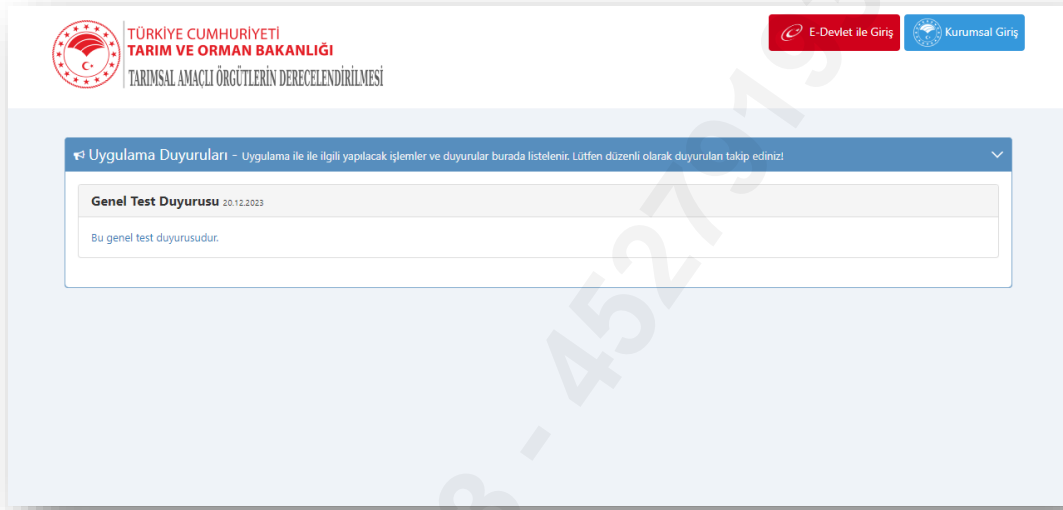 TÜRKİYE CUMHURİYETİ
TARIM VE ORMAN BAKANLIĞI
TARIMSAL AMAÇLI ÖRGÜTLERİN DERECELENDİRİLMESİ
E-Devlet ile Giriş
Kurumsal Giriş
Uygulama Duyuruları - Uygulama ile ile ilgili yapılacak işlemler ve duyurular burada listelenir. Lütfen düzenli olarak duyuruları takip ediniz!
Genel Test Duyurusu 20.12.2023
Bu genel test duyurusudur.